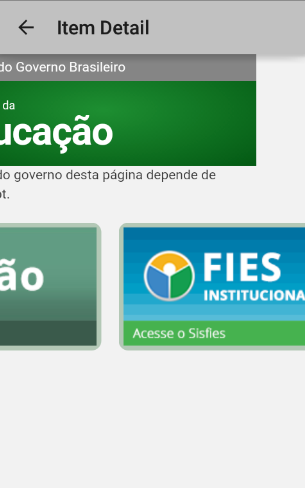 Item Detail
do Governo Brasileiro
da
ucação
do governo desta página depende de
ot.
ão
FIES
INSTITUCIONA
Acesse o Sisfies